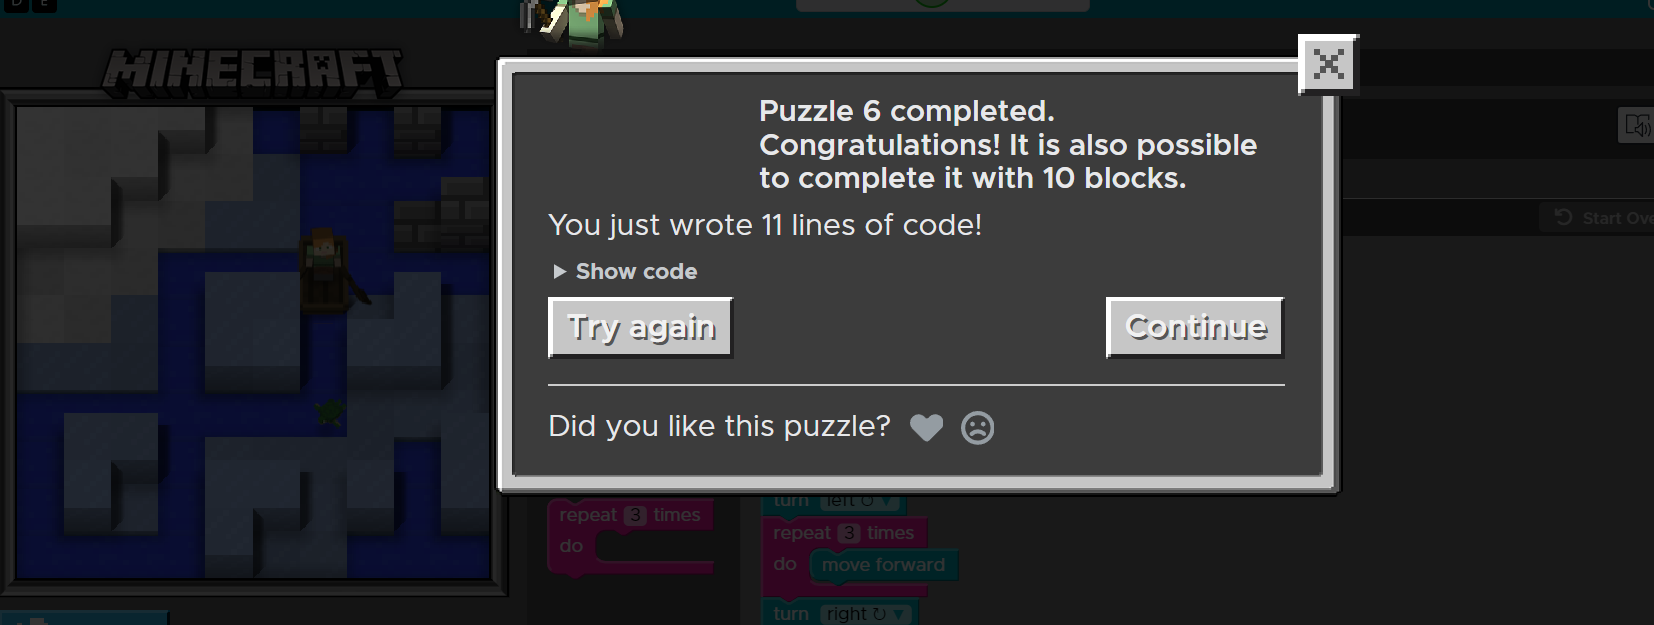 D E
MINECRAFT
Puzzle 6 completed.
Congratulations! It is also possible
to complete it with 10 blocks.
You just wrote 11 lines of code!
Show code
Try again
Continue
Did you like this puzzle?
Start Ove
turn left
repeat 3 times
do
repeat 3 times
do move forward
turn right